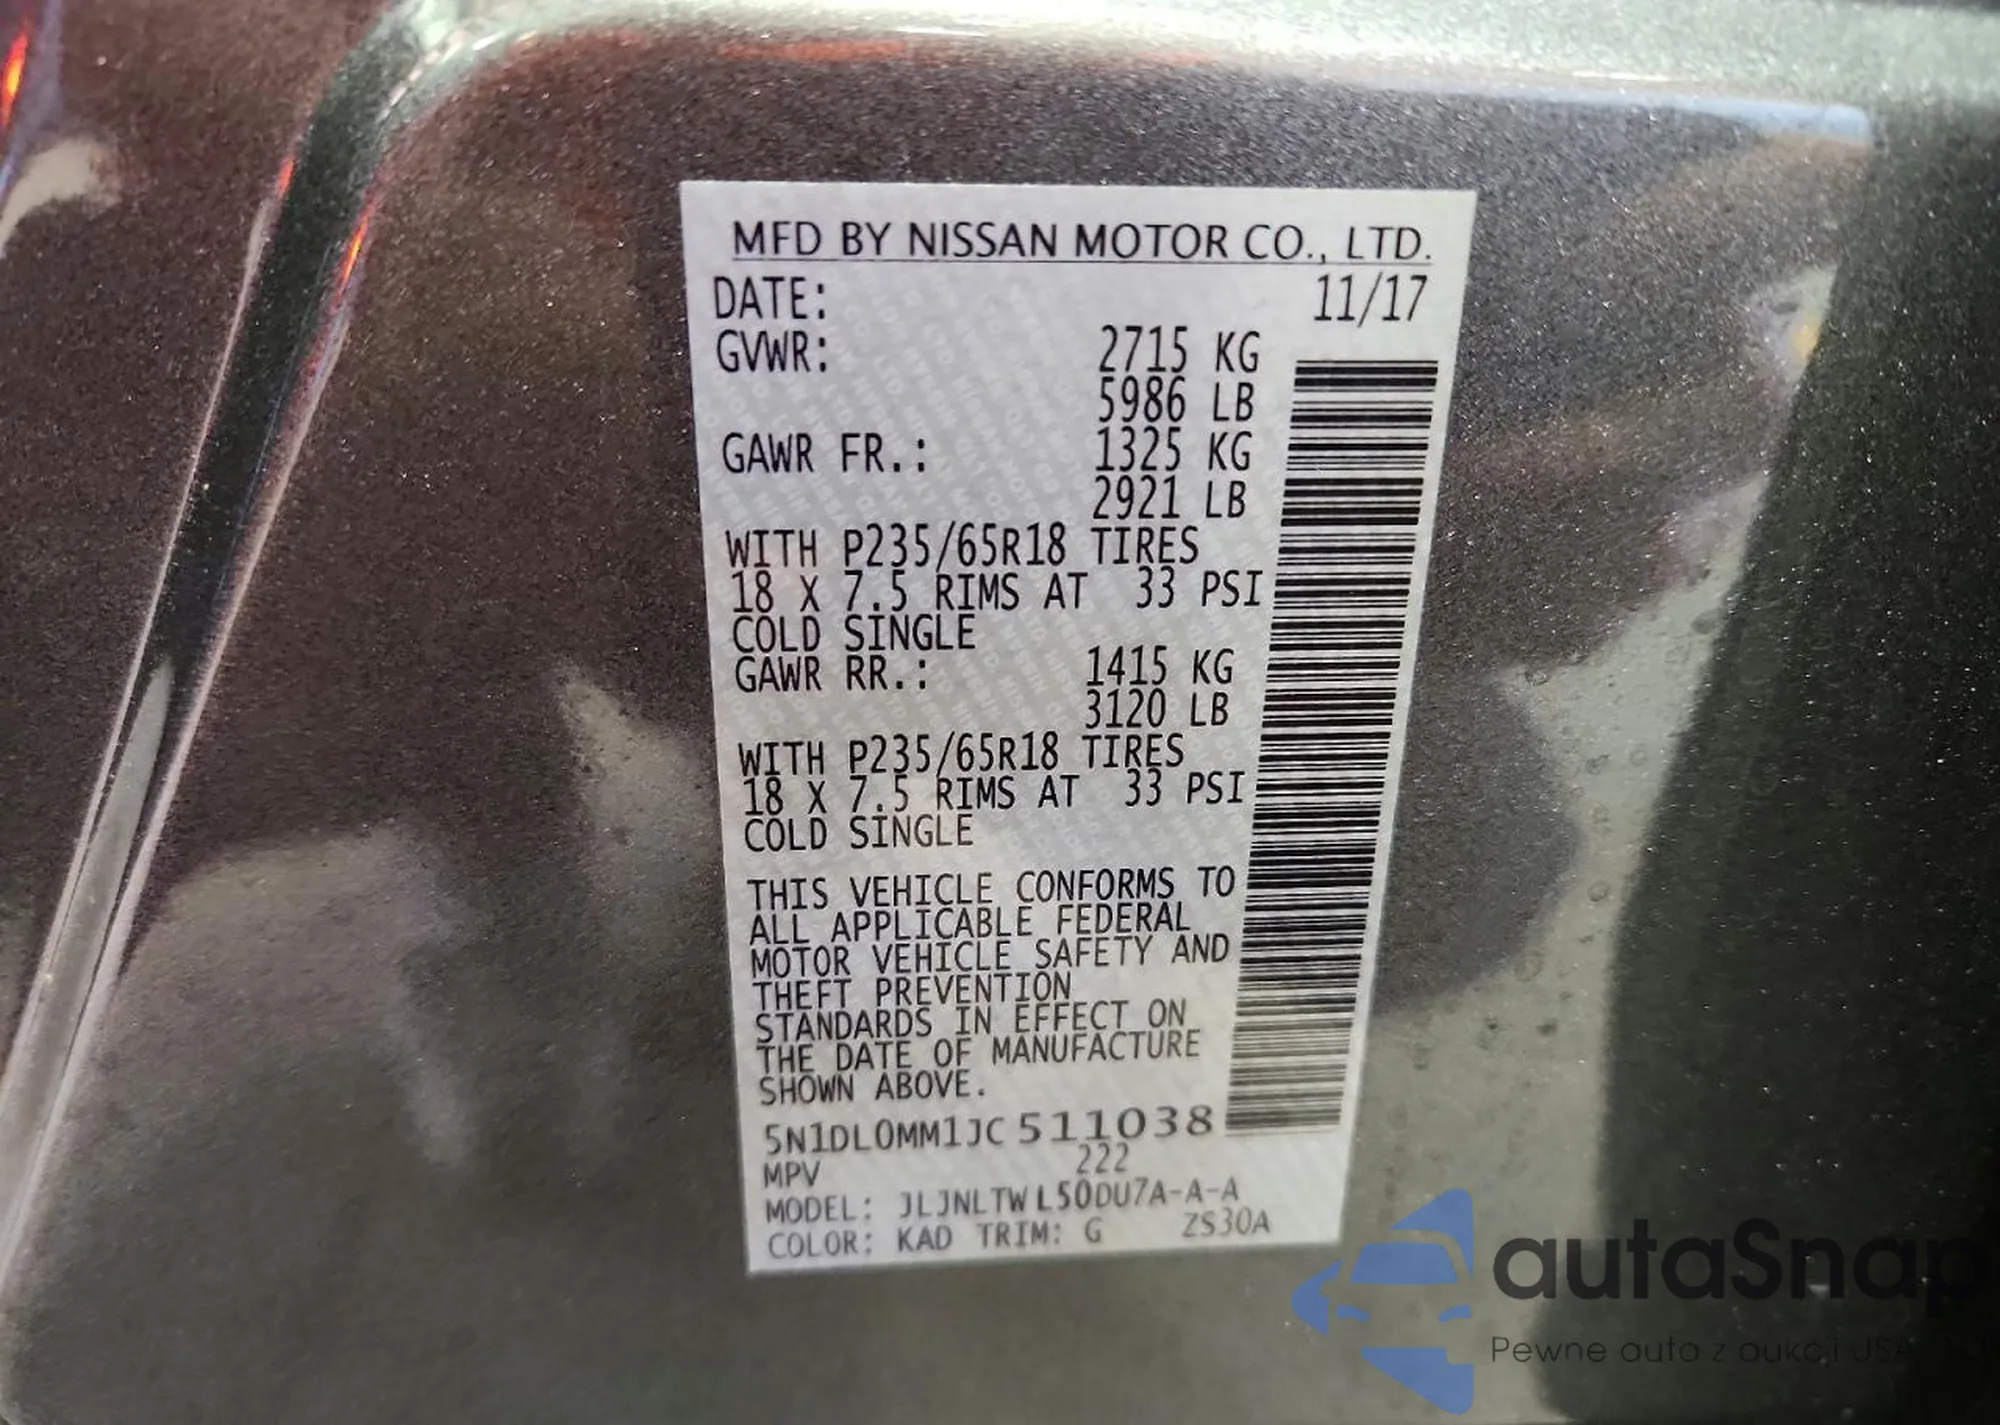 MFD BY NISSAN MOTOR CO., LTD.
DATE: 11/17
GVWR: 2715 KG
5986 LB
GAWR FR.: 1325 KG
2921 LB
WITH P235/65R18 TIRES
18 X 7.5 RIMS AT 33 PSI
COLD SINGLE
GAWR RR.: 1415 KG
3120 LB
WITH P235/65R18 TIRES
18 X 7.5 RIMS AT 33 PSI
COLD SINGLE
THIS VEHICLE CONFORMS TO
ALL APPLICABLE FEDERAL
MOTOR VEHICLE SAFETY AND
THEFT PREVENTION
STANDARDS IN EFFECT ON
THE DATE OF MANUFACTURE
SHOWN ABOVE.
5N1DL0MM1JC511038
MPV 222
MODEL: JLJNLTWL50DU7A-A-A
COLOR: KAD TRIM: G ZS30A
autaSnap
Pewne auto z aukcji USA